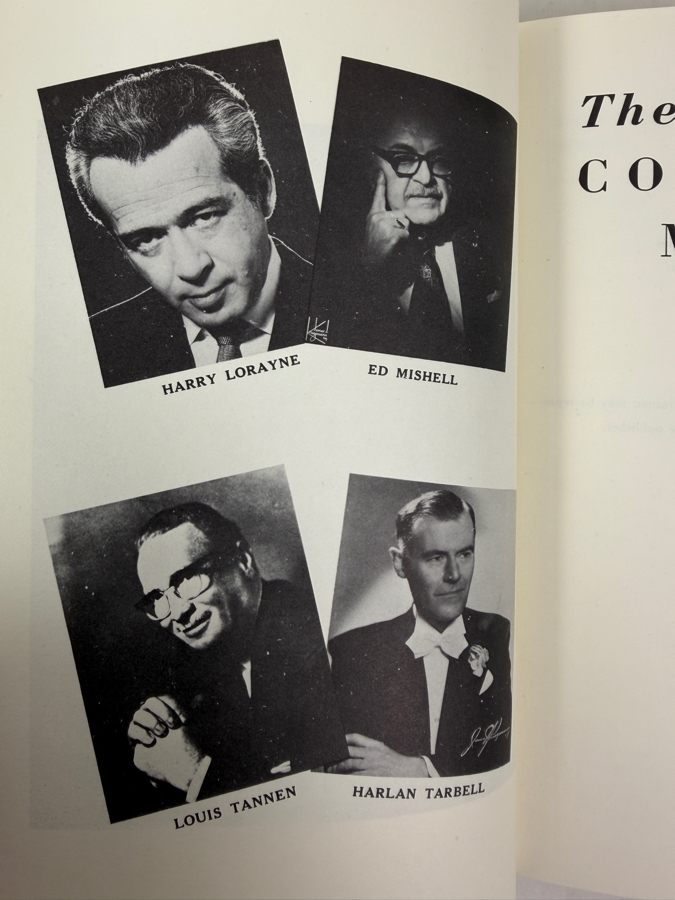 HARRY LORAYNE
ED MISHELL
LOUIS TANNEN
HARLAN TARBELL
The
CO
M